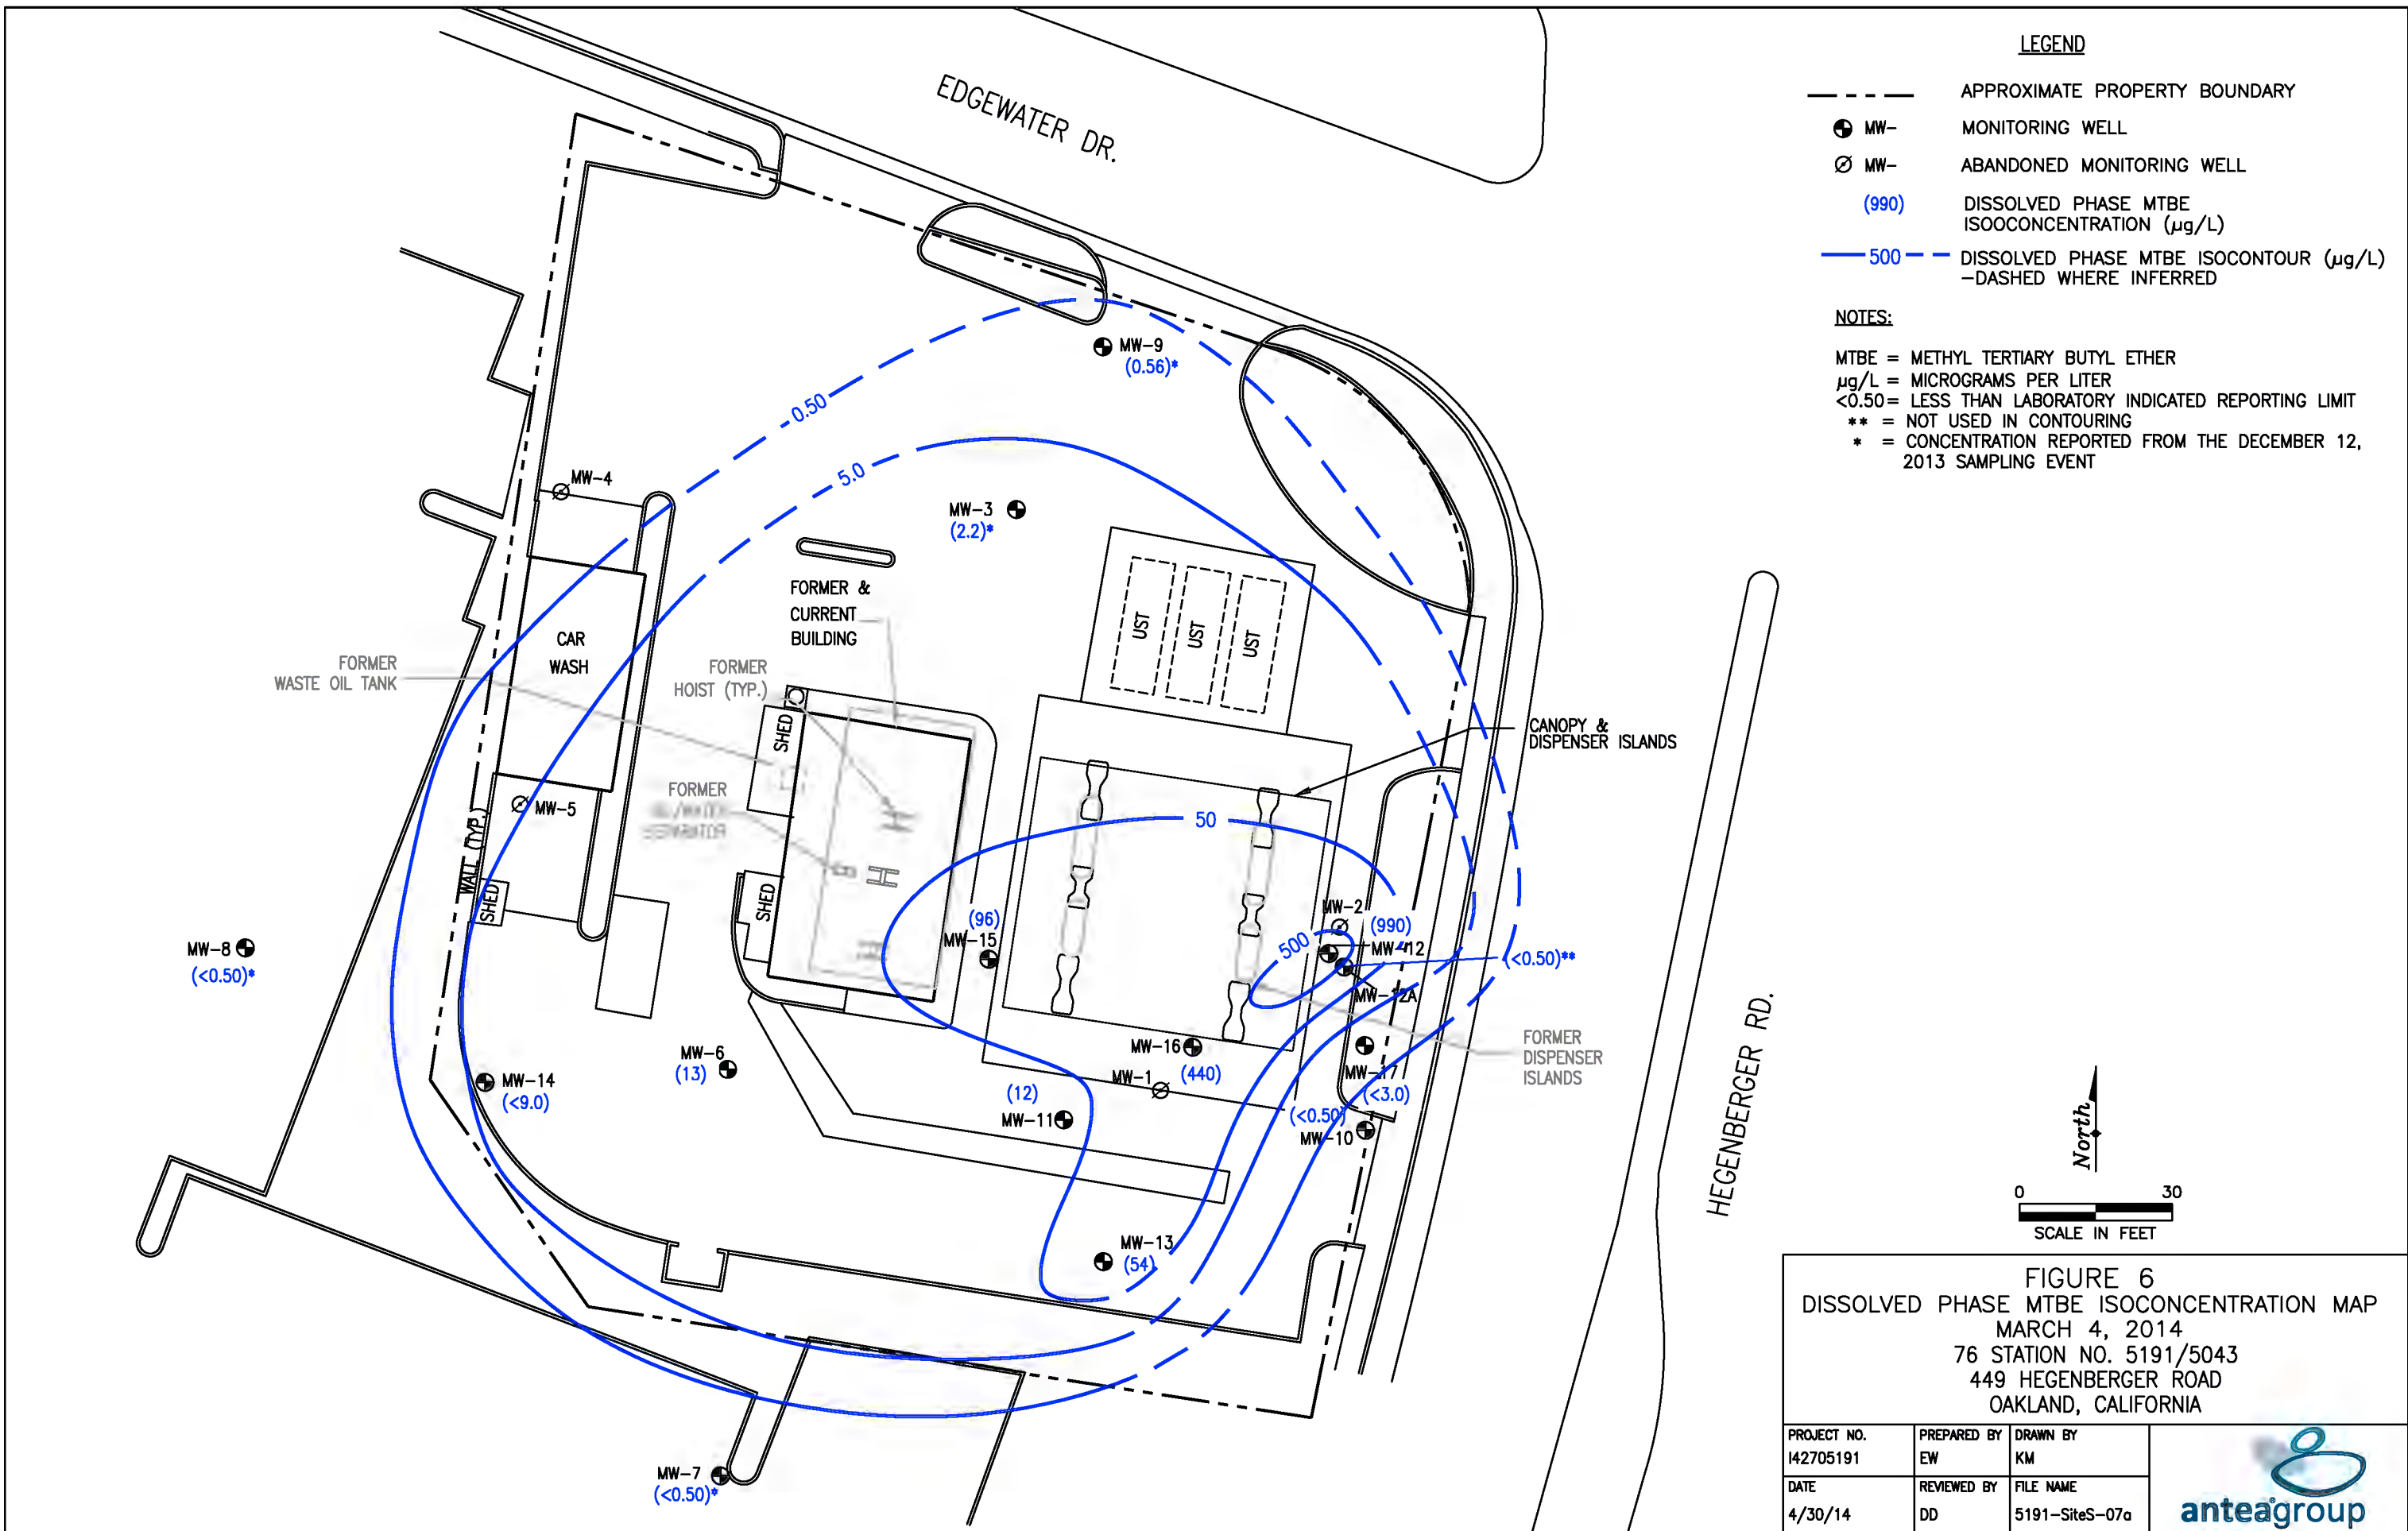 EDGEWATER DR.
LEGEND
APPROXIMATE PROPERTY BOUNDARY
MW-
MONITORING WELL
MW-
ABANDONED MONITORING WELL
(990)
DISSOLVED PHASE MTBE
ISOOCONCENTRATION (µg/L)
500
DISSOLVED PHASE MTBE ISOCONTOUR (µg/L)
-DASHED WHERE INFERRED
NOTES:
MTBE = METHYL TERTIARY BUTYL ETHER
µg/L = MICROGRAMS PER LITER
<0.50= LESS THAN LABORATORY INDICATED REPORTING LIMIT
** = NOT USED IN CONTOURING
* = CONCENTRATION REPORTED FROM THE DECEMBER 12,
2013 SAMPLING EVENT
MW-9
(0.56)*
0.50
5.0
MW-4
MW-3
(2.2)*
FORMER &
CURRENT
BUILDING
UST
UST
UST
CAR
WASH
FORMER
WASTE OIL TANK
FORMER
HOIST (TYP.)
SHED
CANOPY &
DISPENSER ISLANDS
FORMER
SEPARATOR
MW-5
WALL (TYP.)
SHED
SHED
50
(96)
MW-15
MW-2
(990)
500
MW-12
(<0.50)**
MW-12A
MW-8
(<0.50)*
FORMER
DISPENSER
ISLANDS
HEGENBERGER RD.
MW-6
(13)
MW-14
(<9.0)
MW-16
(440)
MW-1
(12)
MW-11
MW-17
(<3.0)
(<0.50)
MW-10
MW-13
(54)
MW-7
(<0.50)*
North
0 30
SCALE IN FEET
FIGURE 6
DISSOLVED PHASE MTBE ISOCONCENTRATION MAP
MARCH 4, 2014
76 STATION NO. 5191/5043
449 HEGENBERGER ROAD
OAKLAND, CALIFORNIA
PROJECT NO.
I42705191
PREPARED BY
EW
DRAWN BY
KM
DATE
4/30/14
REVIEWED BY
DD
FILE NAME
5191-SiteS-07a
anteagroup